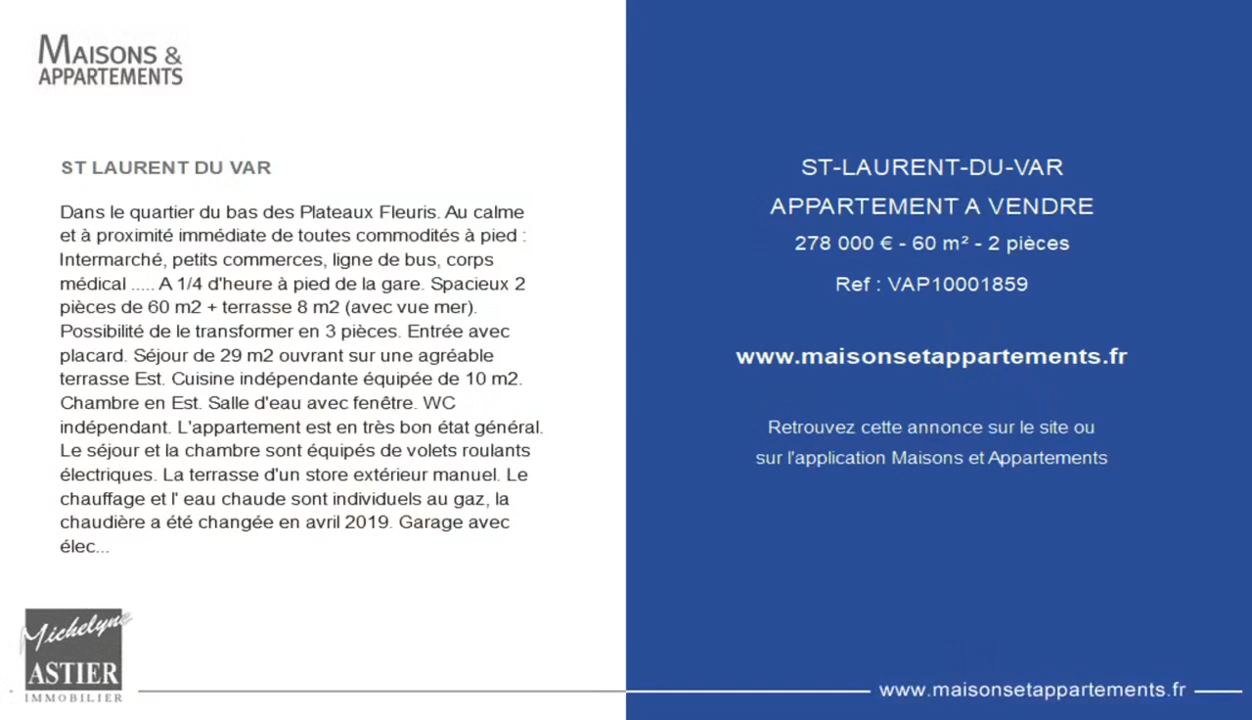 MAISONS &
APPARTEMENTS
ST LAURENT DU VAR
Dans le quartier du bas des Plateaux Fleuris. Au calme
et à proximité immédiate de toutes commodités à pied :
Intermarché, petits commerces, ligne de bus, corps
médical ..... A 1/4 d'heure à pied de la gare. Spacieux 2
pièces de 60 m2 + terrasse 8 m2 (avec vue mer).
Possibilité de le transformer en 3 pièces. Entrée avec
placard. Séjour de 29 m2 ouvrant sur une agréable
terrasse Est. Cuisine indépendante équipée de 10 m2.
Chambre en Est. Salle d'eau avec fenêtre. WC
indépendant. L'appartement est en très bon état général.
Le séjour et la chambre sont équipés de volets roulants
électriques. La terrasse d'un store extérieur manuel. Le
chauffage et l' eau chaude sont individuels au gaz, la
chaudière a été changée en avril 2019. Garage avec
élec...
Michelyne
ASTIER
IMMOBILIER
ST-LAURENT-DU-VAR
APPARTEMENT A VENDRE
278 000 € - 60 m² - 2 pièces
Ref : VAP10001859
www.maisonsetappartements.fr
Retrouvez cette annonce sur le site ou
sur l'application Maisons et Appartements
www.maisonsetappartements.fr